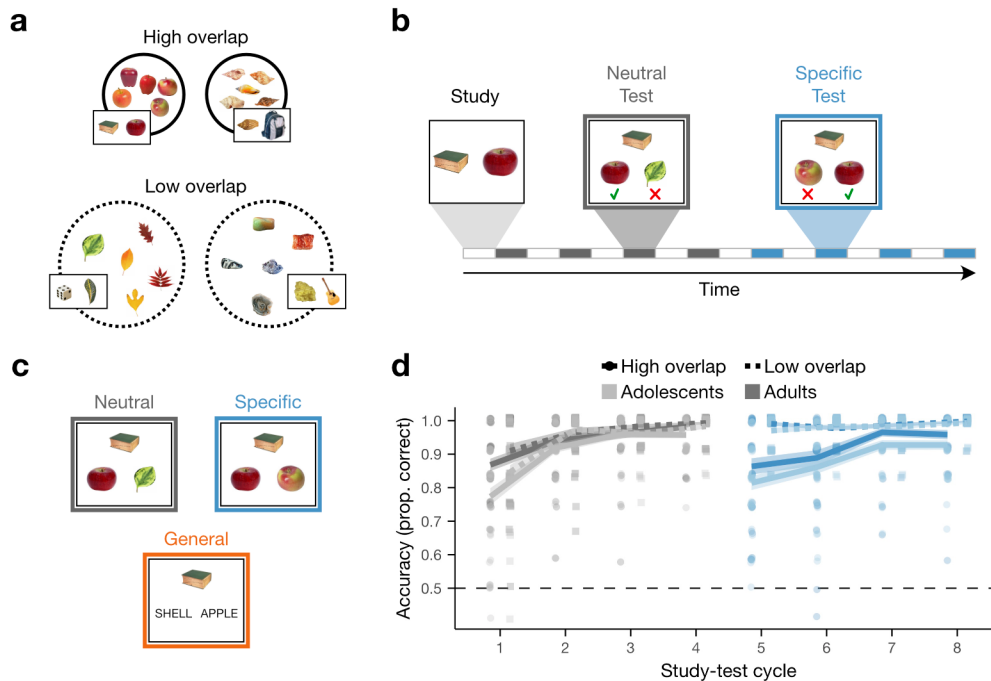 a
High overlap
Low overlap
b
Study
Neutral
Test
Specific
Test
Time
c
Neutral
Specific
General
SHELL APPLE
d
High overlap
Low overlap
Adolescents
Adults
Accuracy (prop. correct)
1.0
0.9
0.8
0.7
0.6
0.5
1 2 3 4 5 6 7 8
Study-test cycle